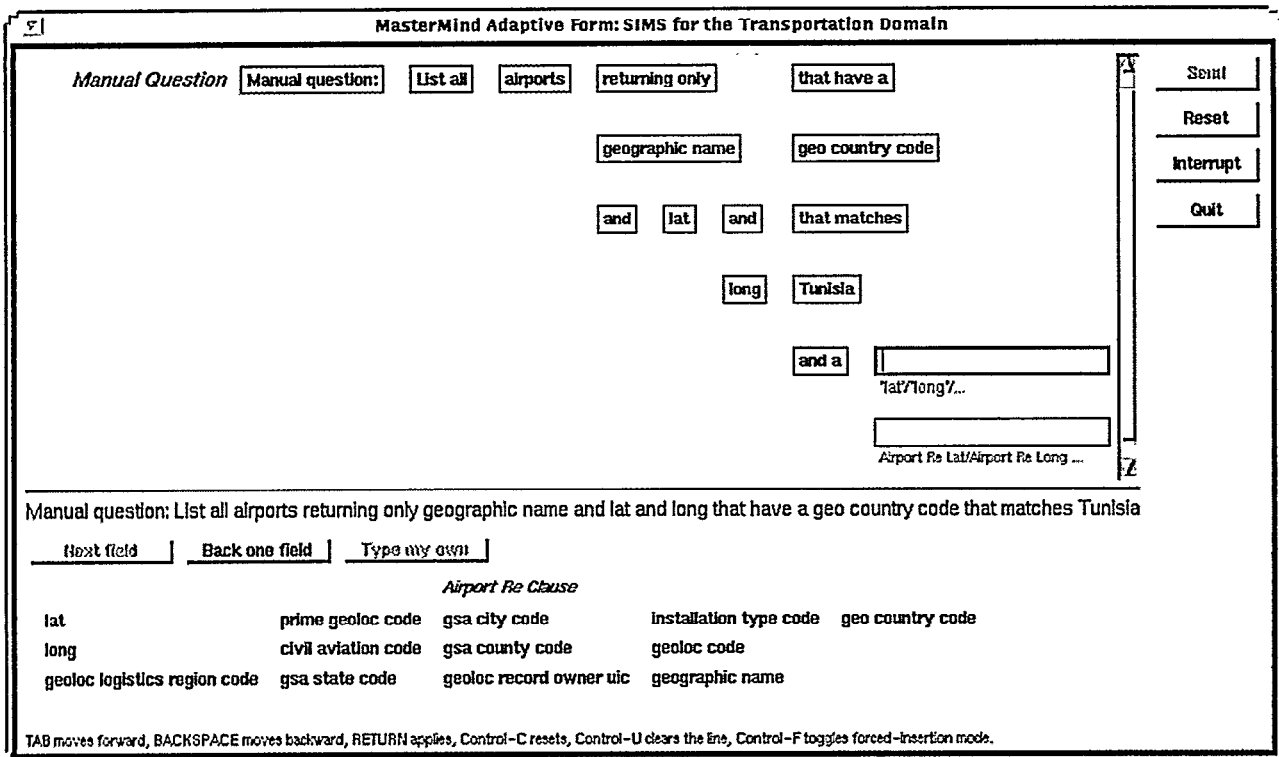 MasterMind Adaptive Form: SIMS for the Transportation Domain
Manual Question Manual question: List all airports returning only that have a
Send
Reset
geographic name geo country code
Interrupt
and lat and that matches
Quit
long Tunisia
and a
"lat"/"long"/...
Airport Re Lat/Airport Re Long ...
Manual question: List all airports returning only geographic name and lat and long that have a geo country code that matches Tunisia
Next field Back one field Type my own
Airport Re Clause
lat prime geoloc code gsa city code installation type code geo country code
long civil aviation code gsa county code geoloc code
geoloc logistics region code gsa state code geoloc record owner uic geographic name
TAB moves forward, BACKSPACE moves backward, RETURN applies, Control-C resets, Control-U clears the line, Control-F toggles forced-insertion mode.